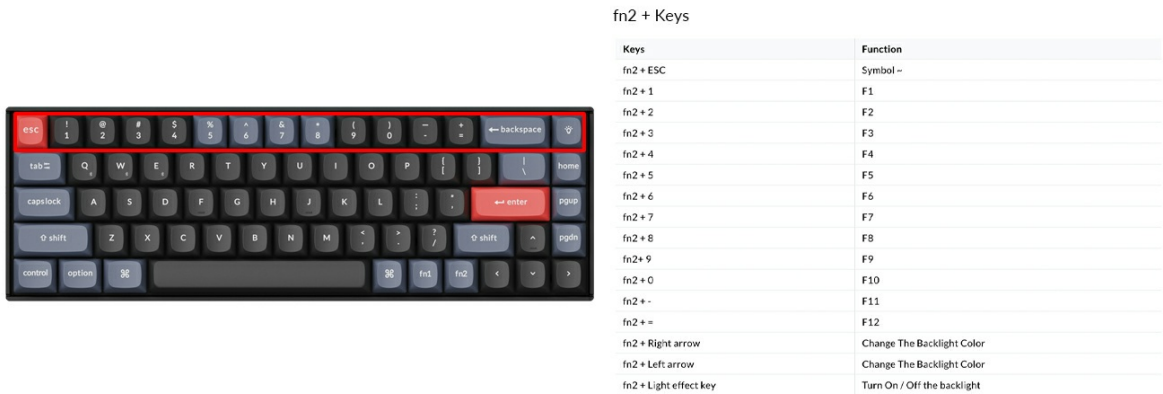 fn2 + Keys
Keys Function
fn2 + ESC Symbol ~
fn2 + 1 F1
fn2 + 2 F2
fn2 + 3 F3
fn2 + 4 F4
fn2 + 5 F5
fn2 + 6 F6
fn2 + 7 F7
fn2 + 8 F8
fn2+ 9 F9
fn2 + 0 F10
fn2 + - F11
fn2 + = F12
fn2 + Right arrow Change The Backlight Color
fn2 + Left arrow Change The Backlight Color
fn2 + Light effect key Turn On / Off the backlight
! @ # $ % ^ & * ( ) — +
esc 1 2 3 4 5 6 7 8 9 0 - = ← backspace
tab Q W E R T Y U I O P { [ } ] | \ home
caps lock A S D F G H J K L : ; enter pgup
⇧ shift Z X C V B N M < > . ? / ⇧ shift ^ pgdn
control option ⌘ ⌘ fn1 fn2 < ⌄ >